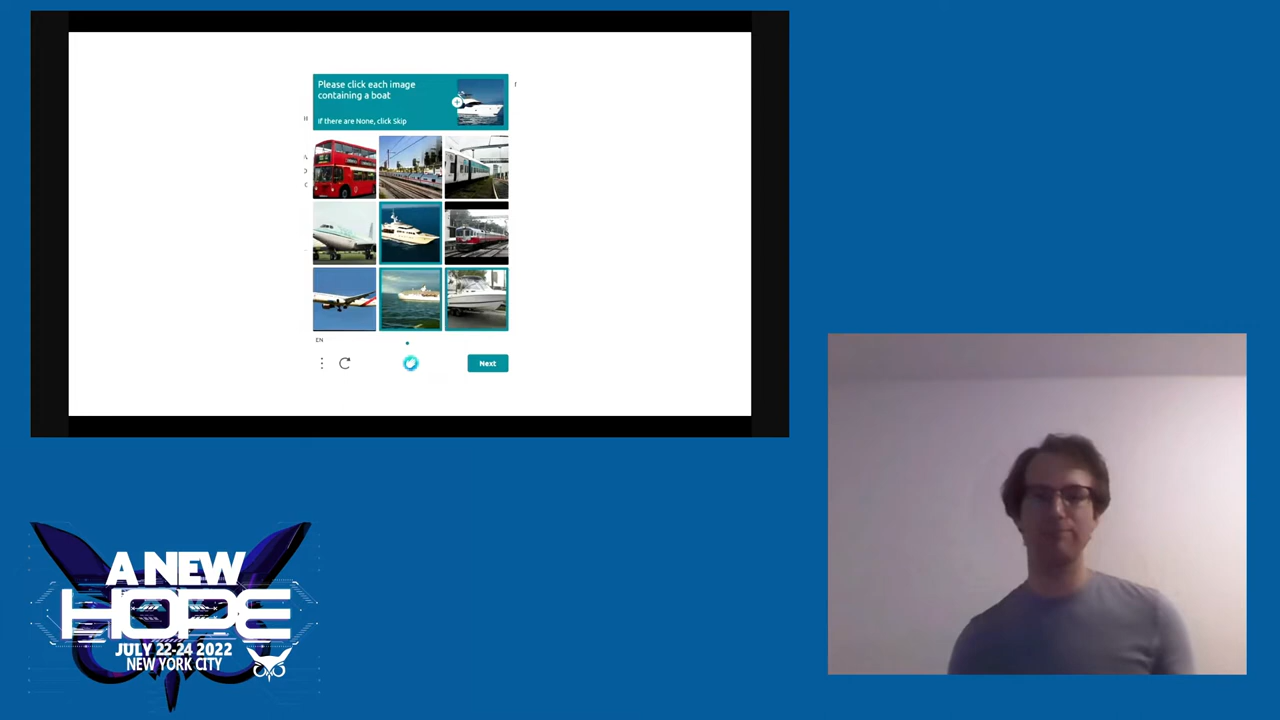 Please click each image
containing a boat
If there are None, click Skip
EN
Next
A NEW
HOPE
JULY 22-24 2022
NEW YORK CITY